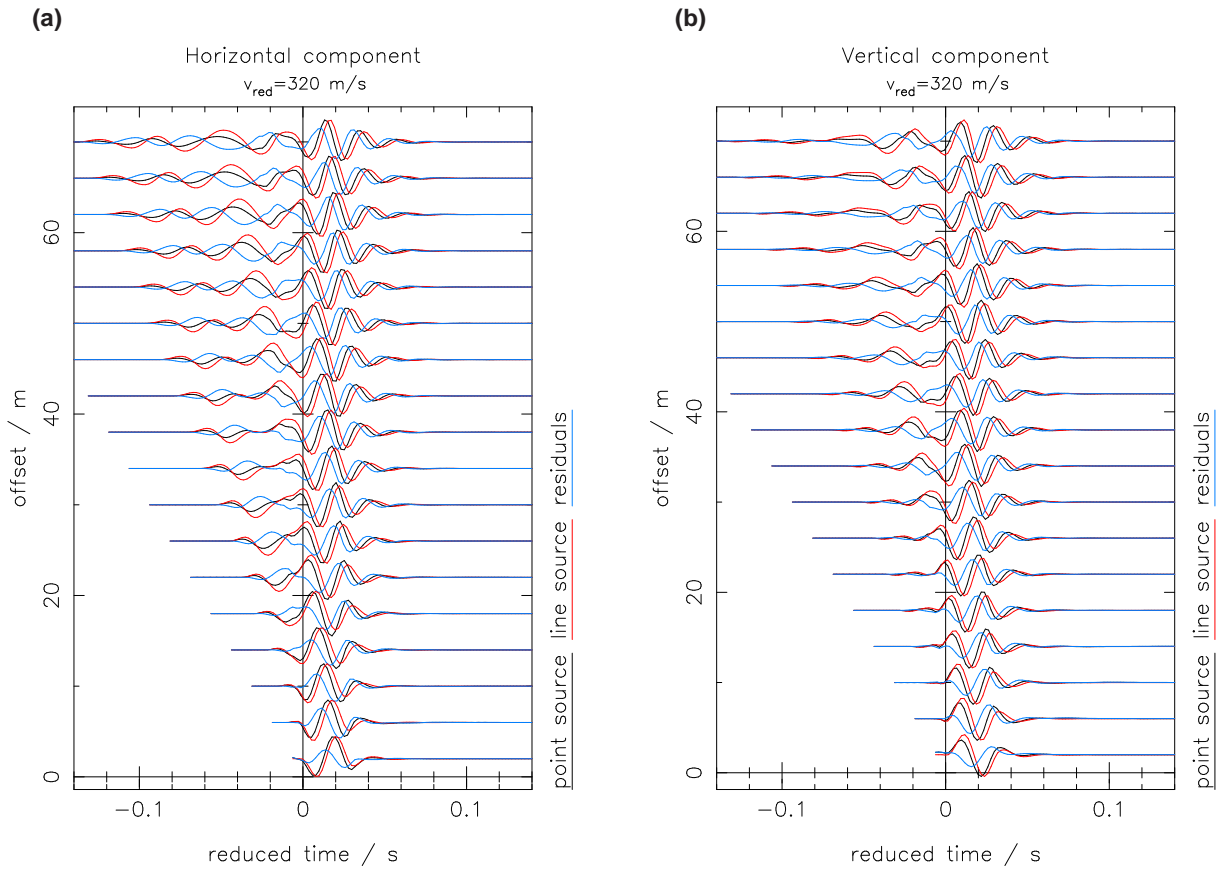 (a)
Horizontal component
v_red=320 m/s
offset / m
60
40
20
0
-0.1 0 0.1
reduced time / s
point source line source residuals
(b)
Vertical component
v_red=320 m/s
offset / m
60
40
20
0
-0.1 0 0.1
reduced time / s
point source line source residuals